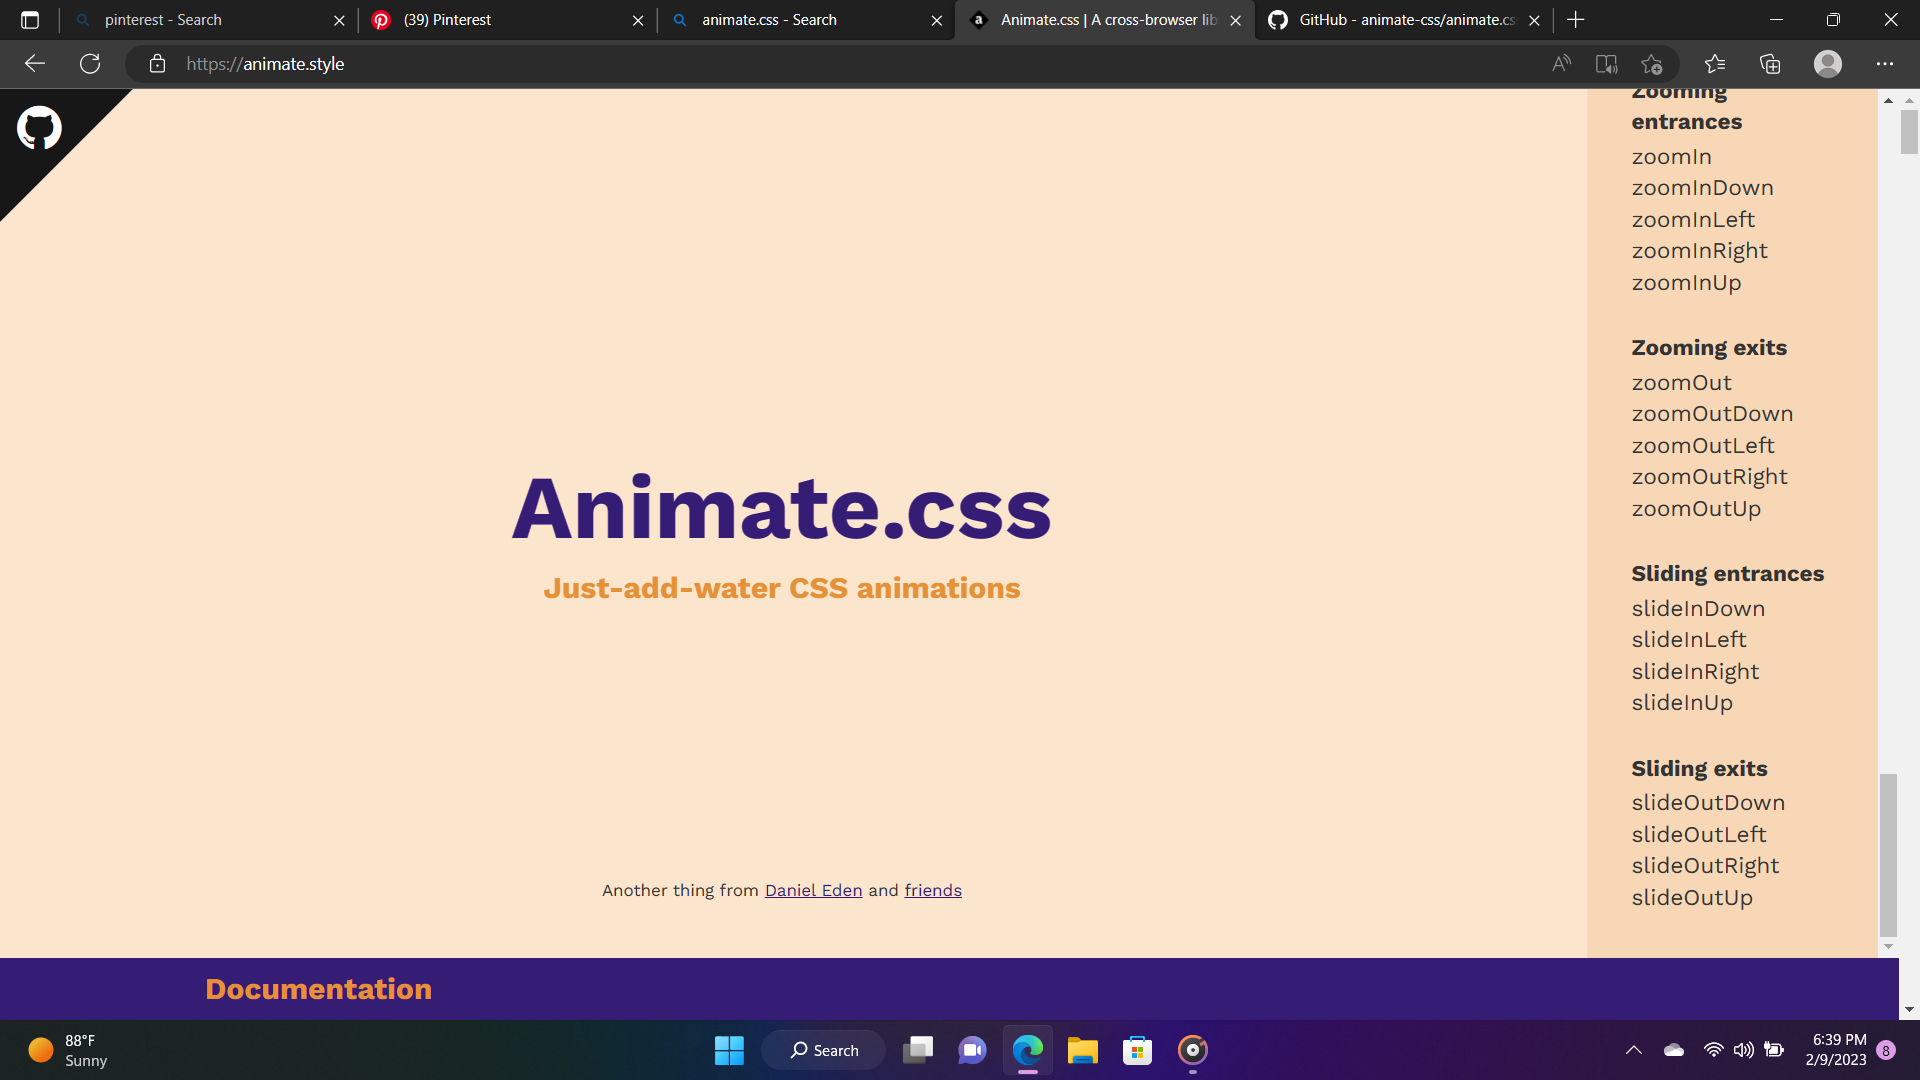 pinterest - Search
(39) Pinterest
animate.css - Search
Animate.css | A cross-browser lib
GitHub - animate-css/animate.cs
https://animate.style
Zooming
entrances
zoomIn
zoomInDown
zoomInLeft
zoomInRight
zoomInUp
Zooming exits
zoomOut
zoomOutDown
zoomOutLeft
zoomOutRight
zoomOutUp
Sliding entrances
slideInDown
slideInLeft
slideInRight
slideInUp
Sliding exits
slideOutDown
slideOutLeft
slideOutRight
slideOutUp
Animate.css
Just-add-water CSS animations
Another thing from Daniel Eden and friends
Documentation
88°F
Sunny
Search
6:39 PM
2/9/2023
8